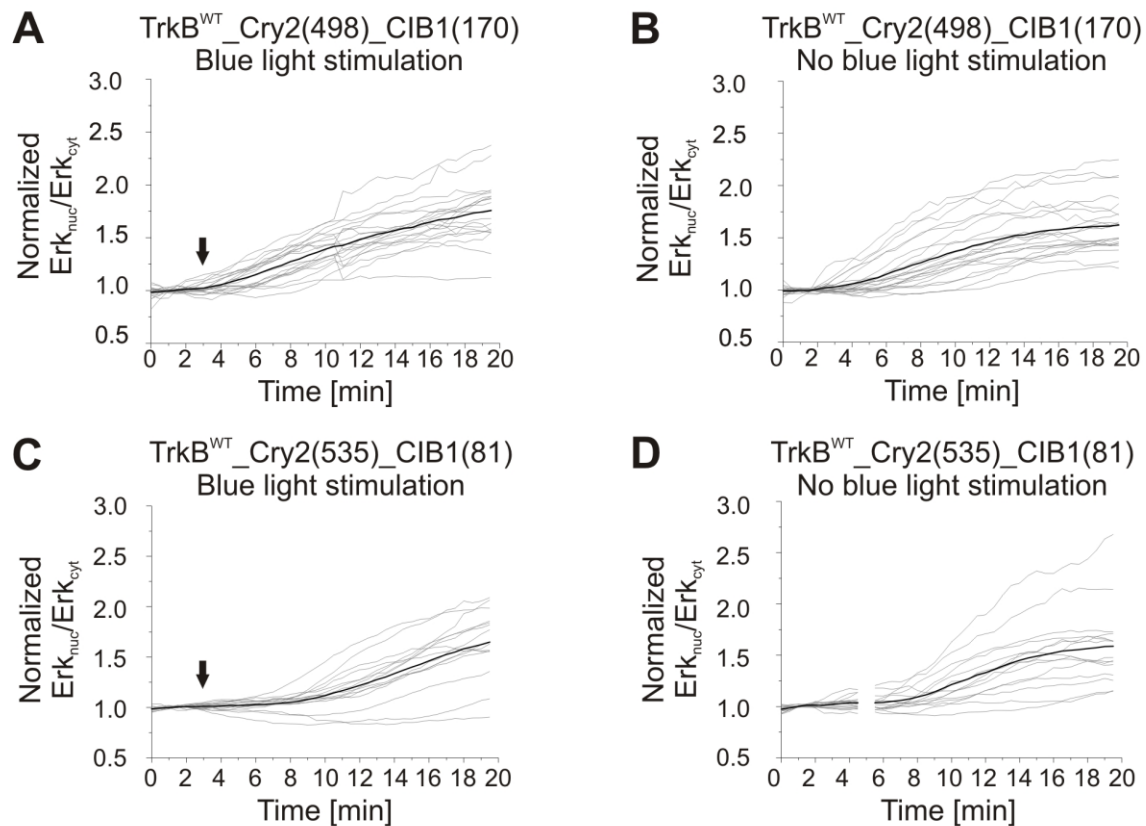 A
TrkB^WT_Cry2(498)_CIB1(170)
Blue light stimulation
Normalized
Erk_nuc/Erk_cyt
3.0
2.5
2.0
1.5
1.0
0.5
0 2 4 6 8 10 12 14 16 18 20
Time [min]
B
TrkB^WT_Cry2(498)_CIB1(170)
No blue light stimulation
Normalized
Erk_nuc/Erk_cyt
3.0
2.5
2.0
1.5
1.0
0.5
0 2 4 6 8 10 12 14 16 18 20
Time [min]
C
TrkB^WT_Cry2(535)_CIB1(81)
Blue light stimulation
Normalized
Erk_nuc/Erk_cyt
3.0
2.5
2.0
1.5
1.0
0.5
0 2 4 6 8 10 12 14 16 18 20
Time [min]
D
TrkB^WT_Cry2(535)_CIB1(81)
No blue light stimulation
Normalized
Erk_nuc/Erk_cyt
3.0
2.5
2.0
1.5
1.0
0.5
0 2 4 6 8 10 12 14 16 18 20
Time [min]